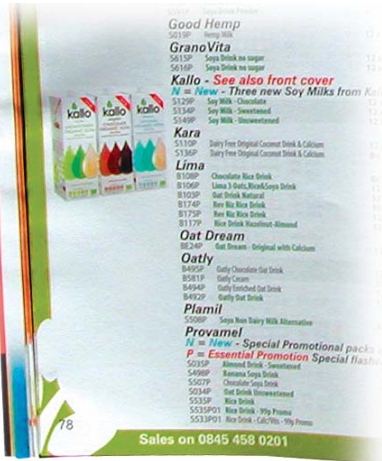 Soya Drink Powder
Good Hemp
S019P Hemp Milk 12
GranoVita
S615P Soya Drink no sugar 12
S616P Soya Drink no sugar
Kallo - See also front cover
N = New - Three new Soy Milks from Kal
S129P Soy Milk - Chocolate
S134P Soy Milk - Sweetened
S149P Soy Milk - Unsweetened
Kara
S110P Dairy Free Original Coconut Drink & Calcium
S136P Dairy Free Original Coconut Drink & Calcium
Lima
B108P Chocolate Rice Drink
B106P Lima 3 Oats,Rice&Soya Drink
B103P Oat Drink Natural
B174P Rev Riz Rice Drink
B175P Rev Riz Rice Drink
B117P Rice Drink Hazelnut-Almond
Oat Dream
BE24P Oat Dream - Original with Calcium
Oatly
B495P Oatly Chocolate Oat Drink
B581P Oatly Cream
B494P Oatly Enriched Oat Drink
B492P Oatly Oat Drink
Plamil
S508P Soya Non Dairy Milk Alternative
Provamel
N = New - Special Promotional packs
P = Essential Promotion Special flash
S035P Almond Drink - Sweetened
S498P Banana Soya Drink
S507P Chocolate Soya Drink
S034P Oat Drink Unsweetened
S535P Rice Drink
S535P01 Rice Drink - 99p Promo
S533P01 Rice Drink - Calc/Vits - 99p Promo
kallo
kallo
kallo
78
Sales on 0845 458 0201